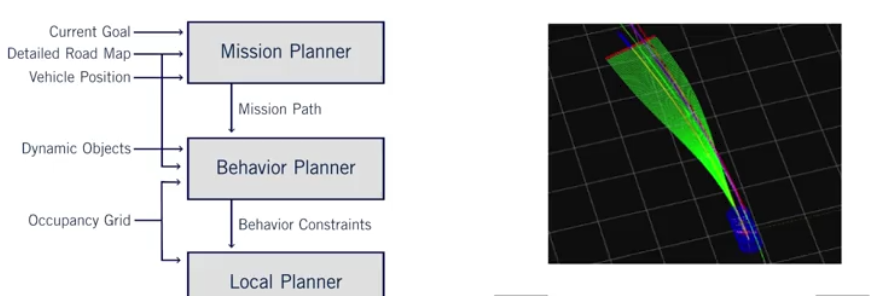 Current Goal
Detailed Road Map
Vehicle Position
Mission Planner
Mission Path
Dynamic Objects
Behavior Planner
Occupancy Grid
Behavior Constraints
Local Planner